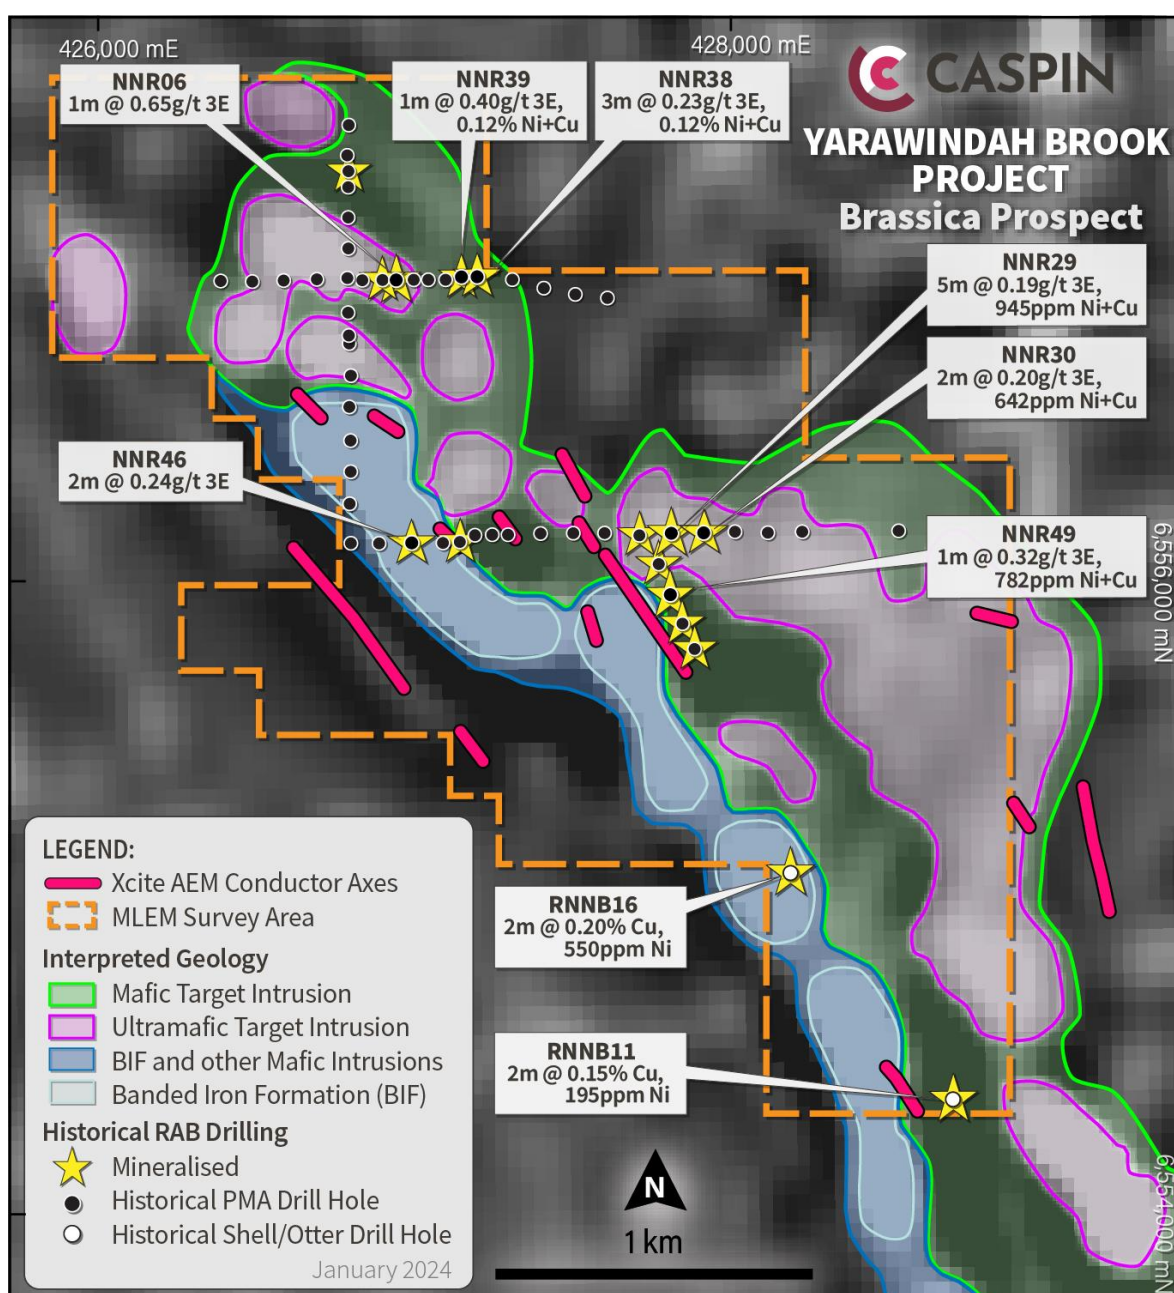 426,000 mE
428,000 mE
CASPIN
YARAWINDAH BROOK
PROJECT
Brassica Prospect
NNR06
1m @ 0.65g/t 3E
NNR39
1m @ 0.40g/t 3E,
0.12% Ni+Cu
NNR38
3m @ 0.23g/t 3E,
0.12% Ni+Cu
NNR29
5m @ 0.19g/t 3E,
945ppm Ni+Cu
NNR30
2m @ 0.20g/t 3E,
642ppm Ni+Cu
NNR46
2m @ 0.24g/t 3E
NNR49
1m @ 0.32g/t 3E,
782ppm Ni+Cu
6,556,000 mN
RNNB16
2m @ 0.20% Cu,
550ppm Ni
RNNB11
2m @ 0.15% Cu,
195ppm Ni
6,554,000 mN
LEGEND:
Xcite AEM Conductor Axes
MLEM Survey Area
Interpreted Geology
Mafic Target Intrusion
Ultramafic Target Intrusion
BIF and other Mafic Intrusions
Banded Iron Formation (BIF)
Historical RAB Drilling
Mineralised
Historical PMA Drill Hole
Historical Shell/Otter Drill Hole
January 2024
N
1 km